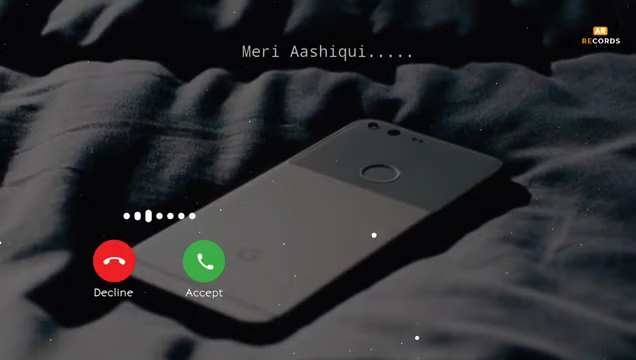 Meri Aashiqui.....
AR
RECORDS
Decline
Accept